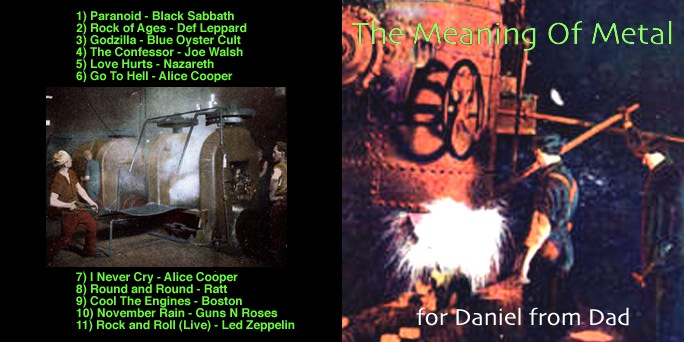 1) Paranoid - Black Sabbath
2) Rock of Ages - Def Leppard
3) Godzilla - Blue Oyster Cult
4) The Confessor - Joe Walsh
5) Love Hurts - Nazareth
6) Go To Hell - Alice Cooper
7) I Never Cry - Alice Cooper
8) Round and Round - Ratt
9) Cool The Engines - Boston
10) November Rain - Guns N Roses
11) Rock and Roll (Live) - Led Zeppelin
The Meaning Of Metal
for Daniel from Dad